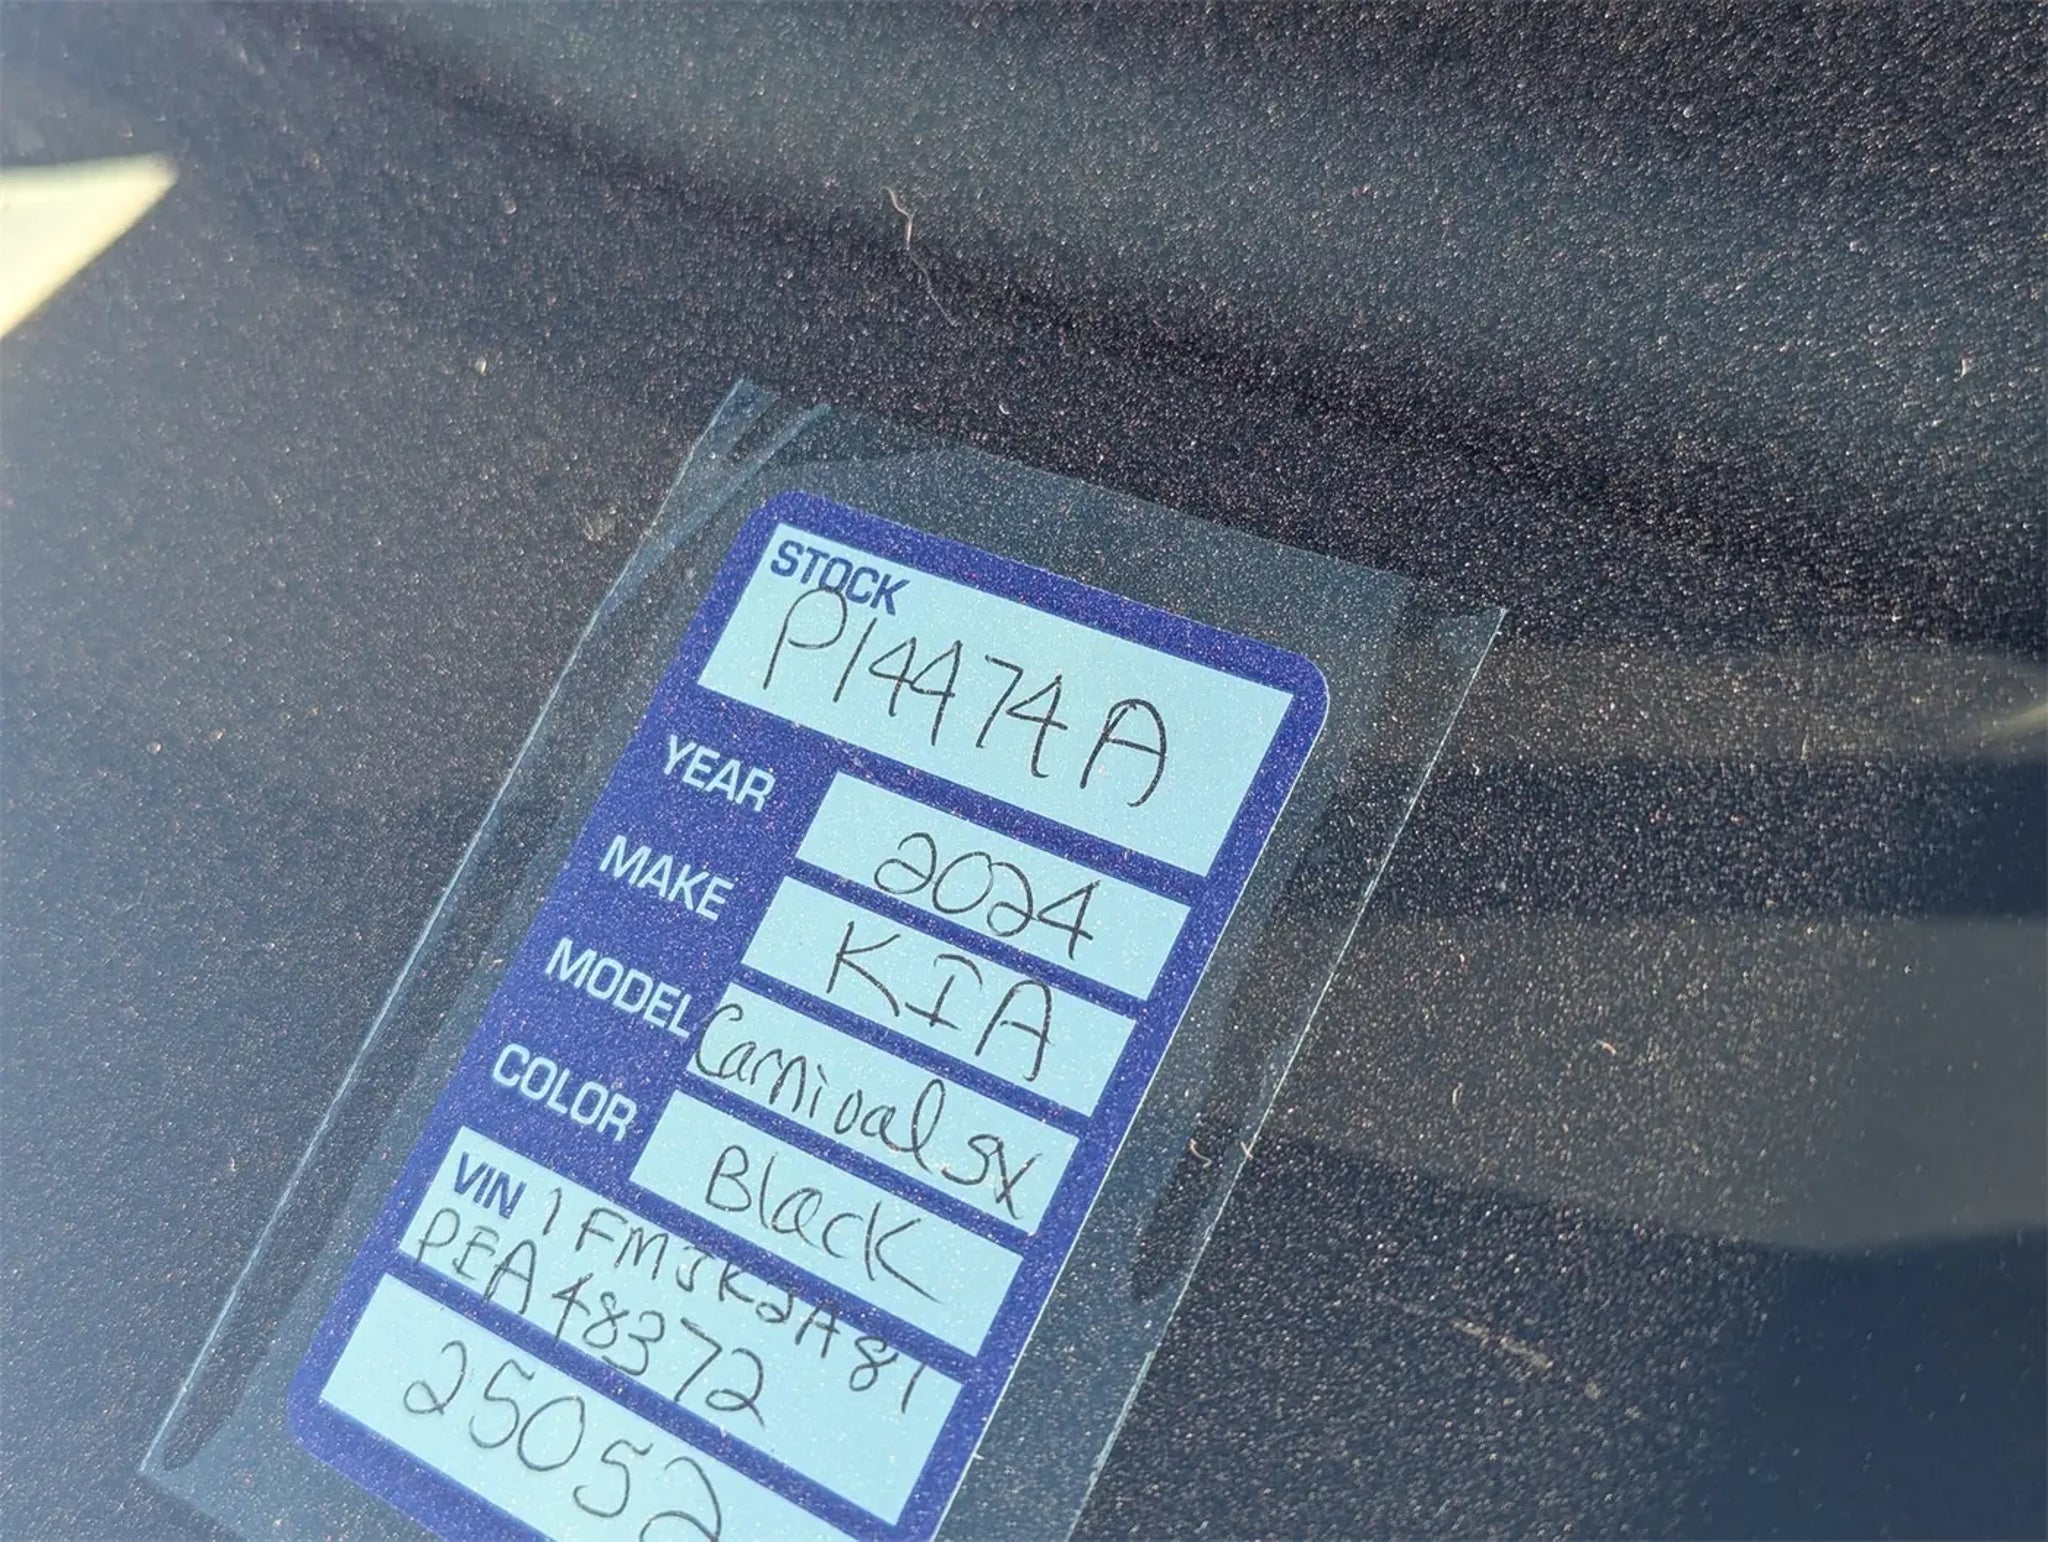 STOCK
P14474A
YEAR 2024
MAKE KIA
MODEL Carnival SX
COLOR Black
VIN 1FMJK2A81
PEA48372
25052